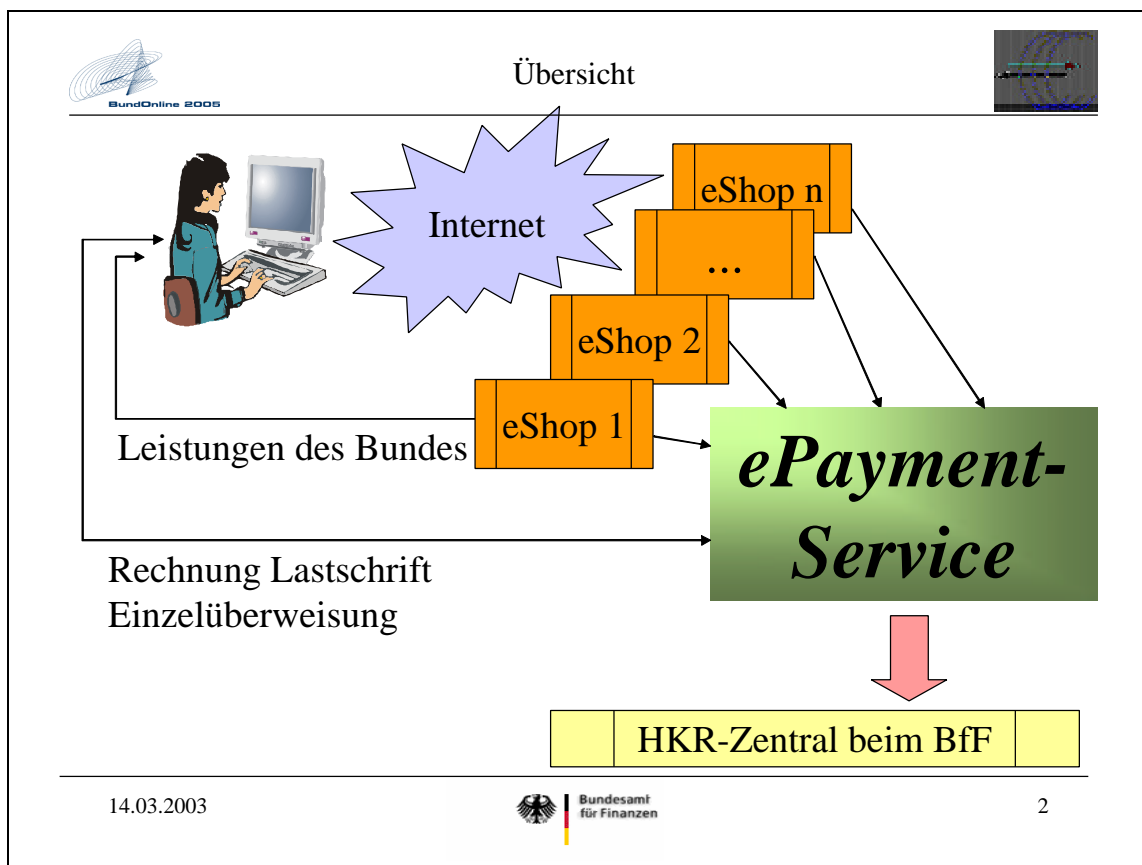 BundOnline 2005
Übersicht
Internet
eShop n
...
eShop 2
eShop 1
Leistungen des Bundes
ePayment-
Service
Rechnung Lastschrift
Einzelüberweisung
HKR-Zentral beim BfF
14.03.2003
Bundesamt
für Finanzen
2